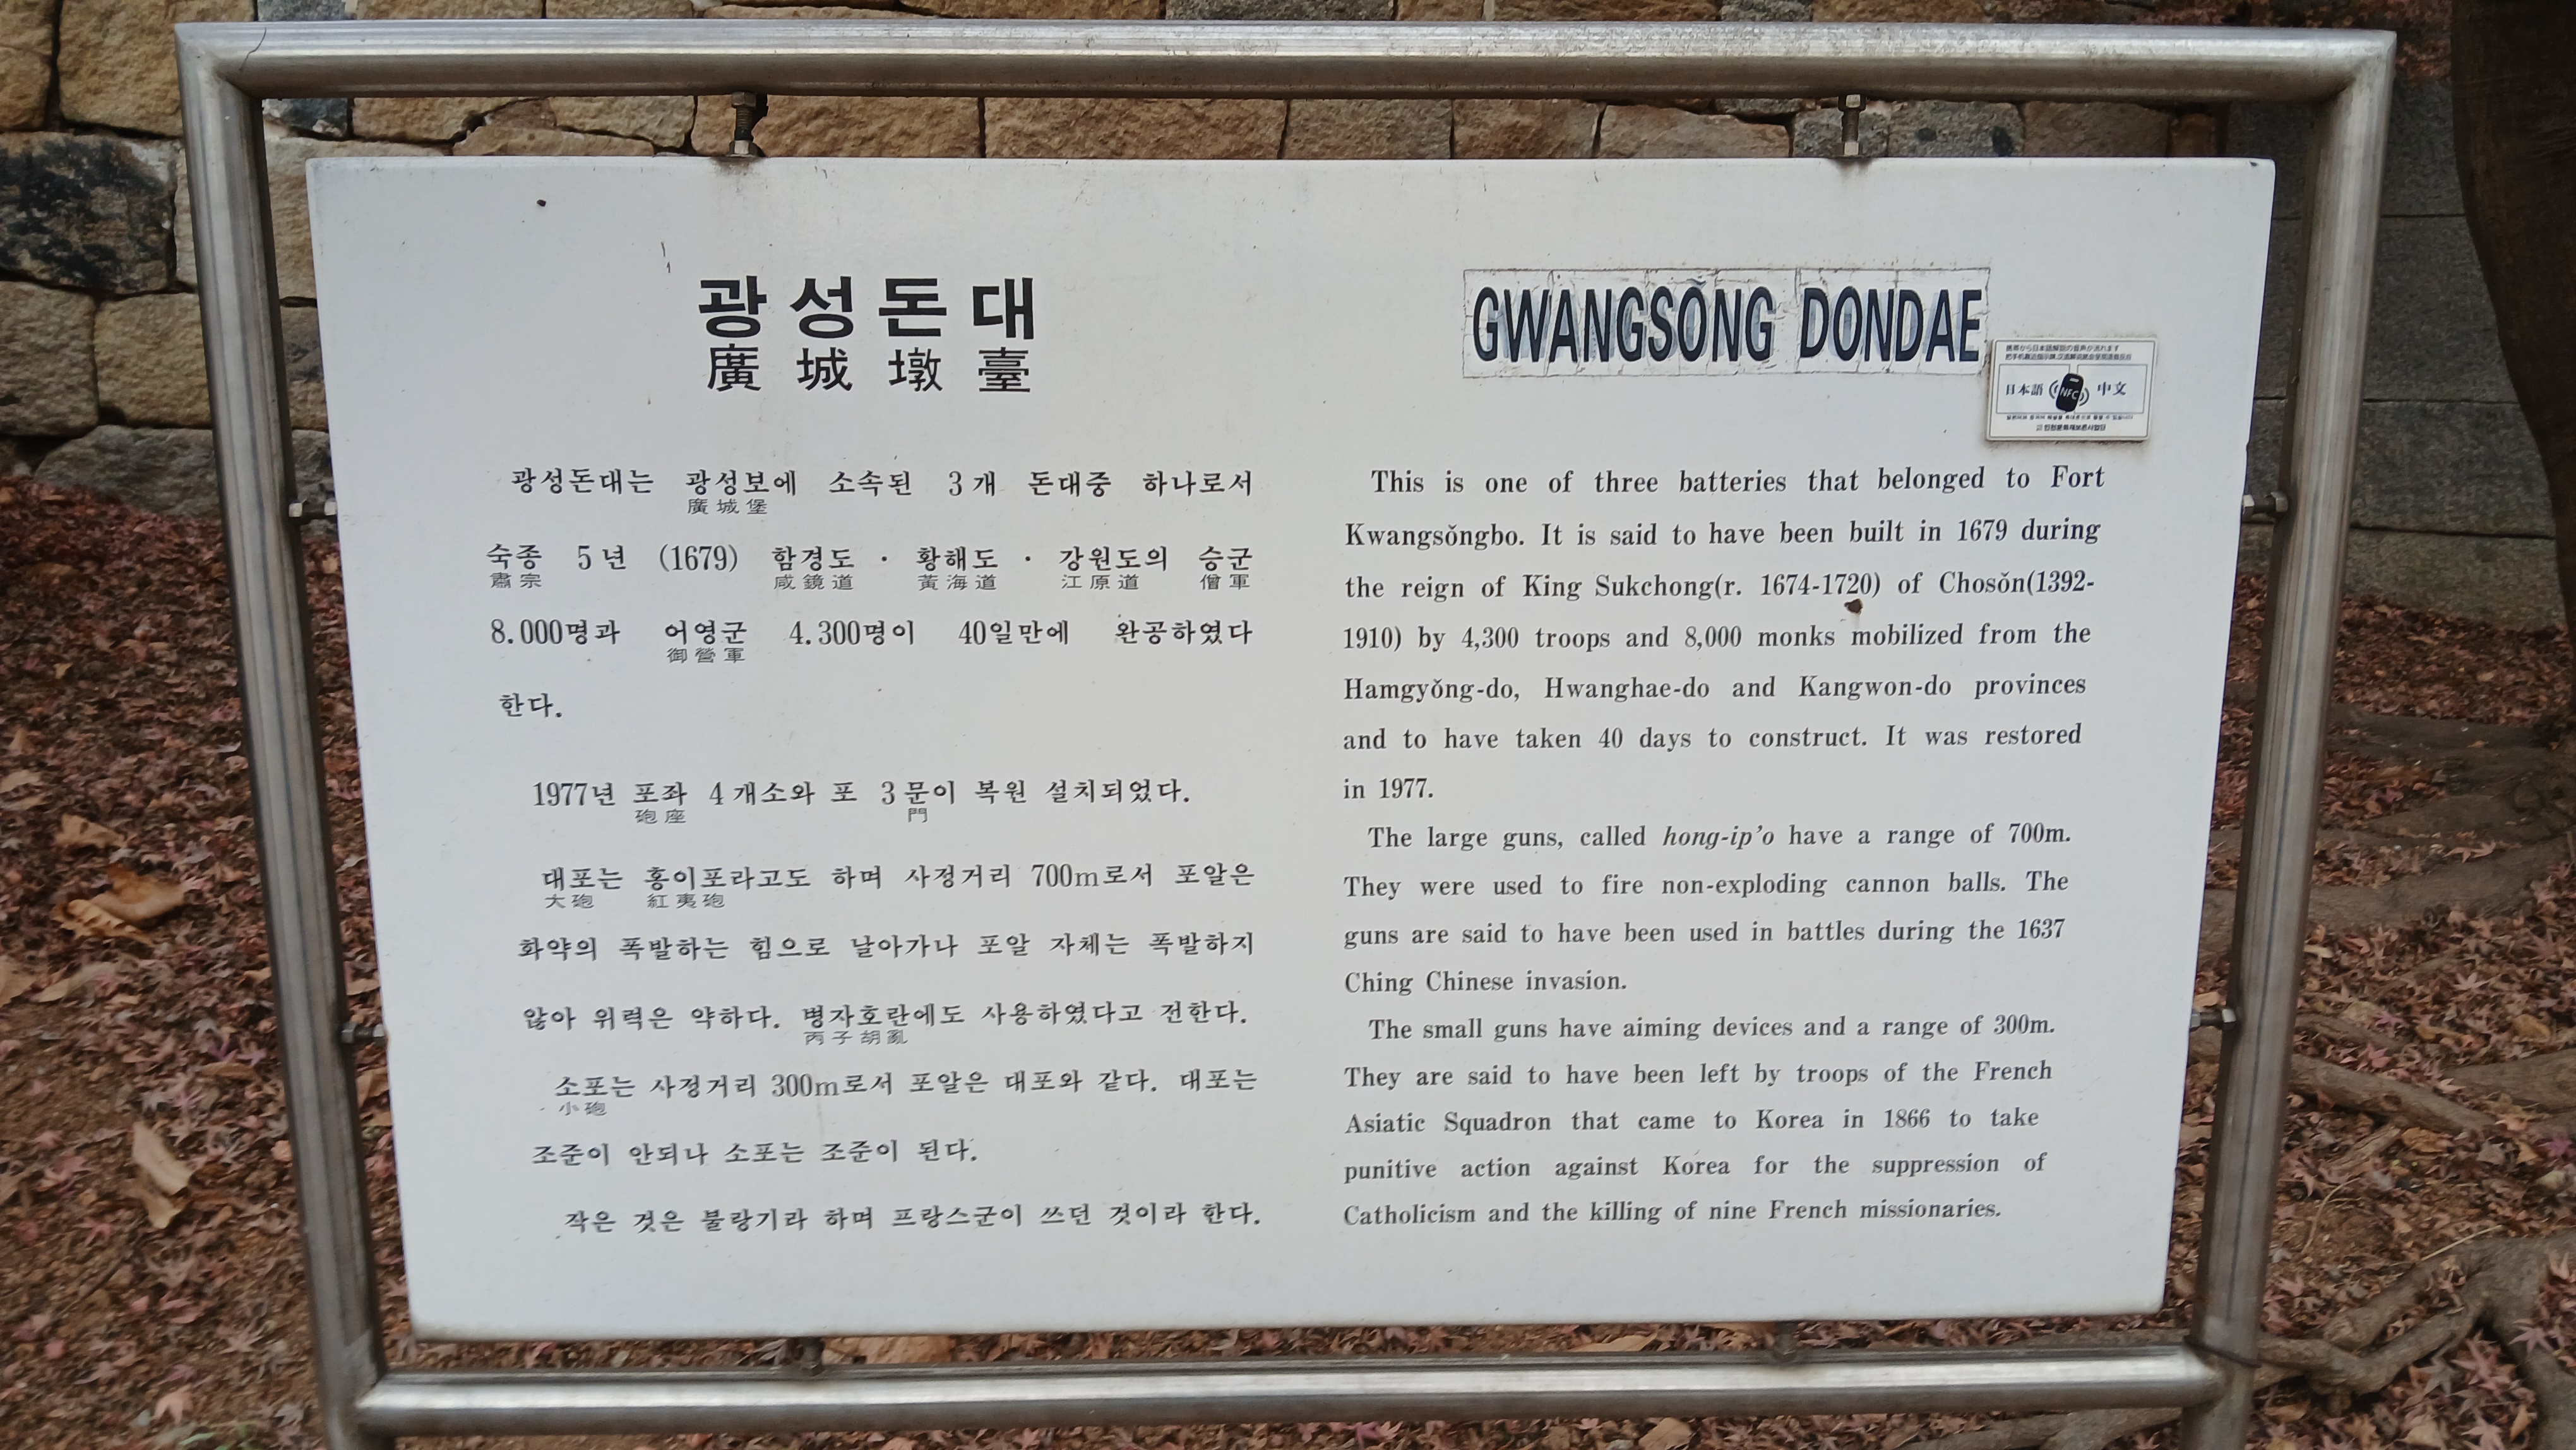 광성돈대
廣城墩臺
광성돈대는 광성보에 소속된 3개 돈대중 하나로서
廣城堡
숙종 5년 (1679) 함경도 · 황해도 · 강원도의 승군
肅宗 咸鏡道 黃海道 江原道 僧軍
8.000명과 어영군 4.300명이 40일만에 완공하였다
御營軍
한다.
1977년 포좌 4개소와 포 3문이 복원 설치되었다.
砲座 門
대포는 홍이포라고도 하며 사정거리 700m로서 포알은
大砲 紅夷砲
화약의 폭발하는 힘으로 날아가나 포알 자체는 폭발하지
않아 위력은 약하다. 병자호란에도 사용하였다고 전한다.
丙子胡亂
소포는 사정거리 300m로서 포알은 대포와 같다. 대포는
小砲
조준이 안되나 소포는 조준이 된다.
작은 것은 불랑기라 하며 프랑스군이 쓰던 것이라 한다.
GWANGSǑNG DONDAE
日本語 NFC 中文
This is one of three batteries that belonged to Fort
Kwangsǒngbo. It is said to have been built in 1679 during
the reign of King Sukchong(r. 1674-1720) of Chosǒn(1392-
1910) by 4,300 troops and 8,000 monks mobilized from the
Hamgyǒng-do, Hwanghae-do and Kangwon-do provinces
and to have taken 40 days to construct. It was restored
in 1977.
The large guns, called hong-ip'o have a range of 700m.
They were used to fire non-exploding cannon balls. The
guns are said to have been used in battles during the 1637
Ching Chinese invasion.
The small guns have aiming devices and a range of 300m.
They are said to have been left by troops of the French
Asiatic Squadron that came to Korea in 1866 to take
punitive action against Korea for the suppression of
Catholicism and the killing of nine French missionaries.